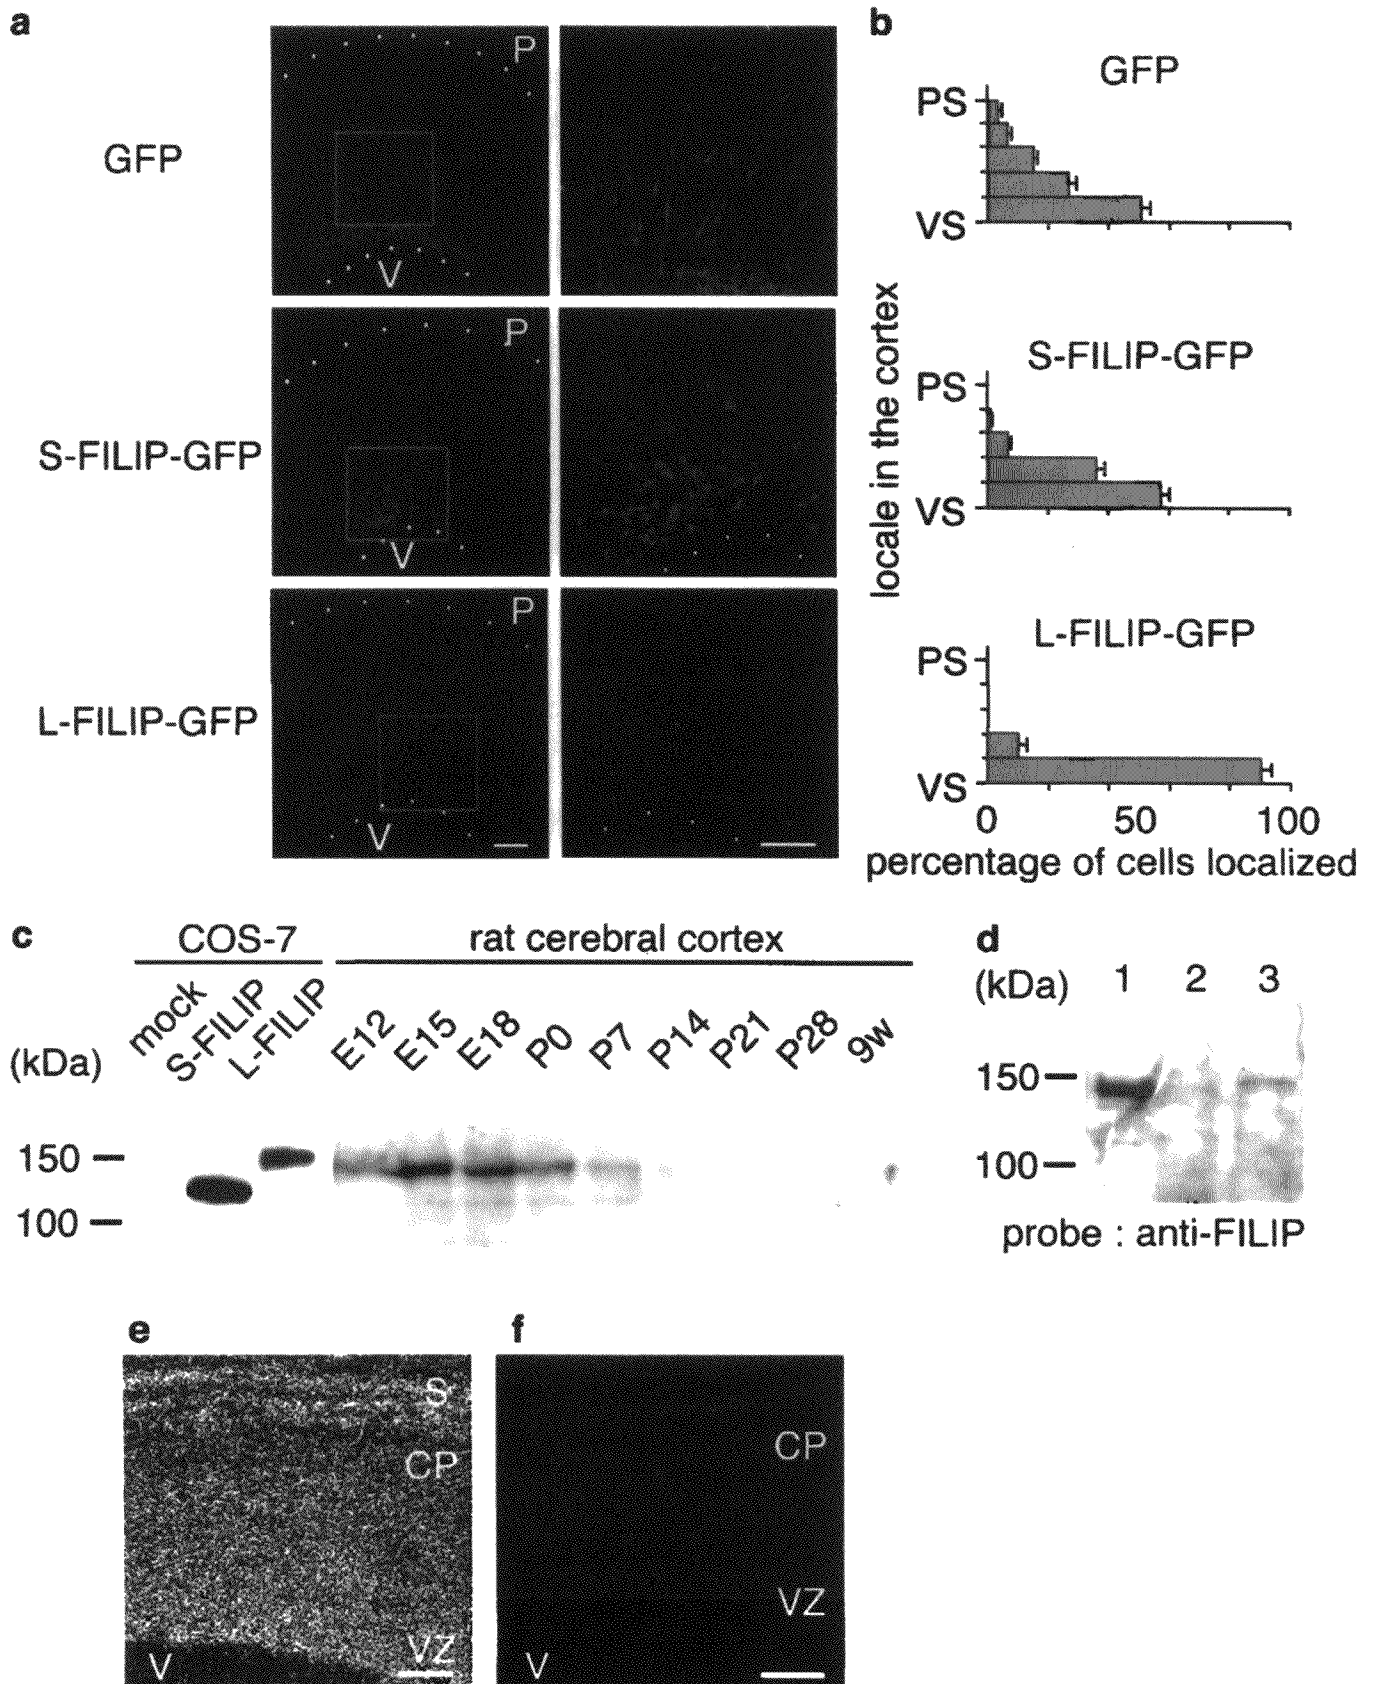 a
P
GFP
V
P
S-FILIP-GFP
V
P
L-FILIP-GFP
V
b
GFP
PS
VS
S-FILIP-GFP
PS
VS
L-FILIP-GFP
PS
VS
0 50 100
locale in the cortex
percentage of cells localized
c
COS-7 rat cerebral cortex
(kDa) mock S-FILIP L-FILIP E12 E15 E18 P0 P7 P14 P21 P28 9w
150
100
d
(kDa) 1 2 3
150
100
probe : anti-FILIP
e
S
CP
VZ
V
f
CP
VZ
V